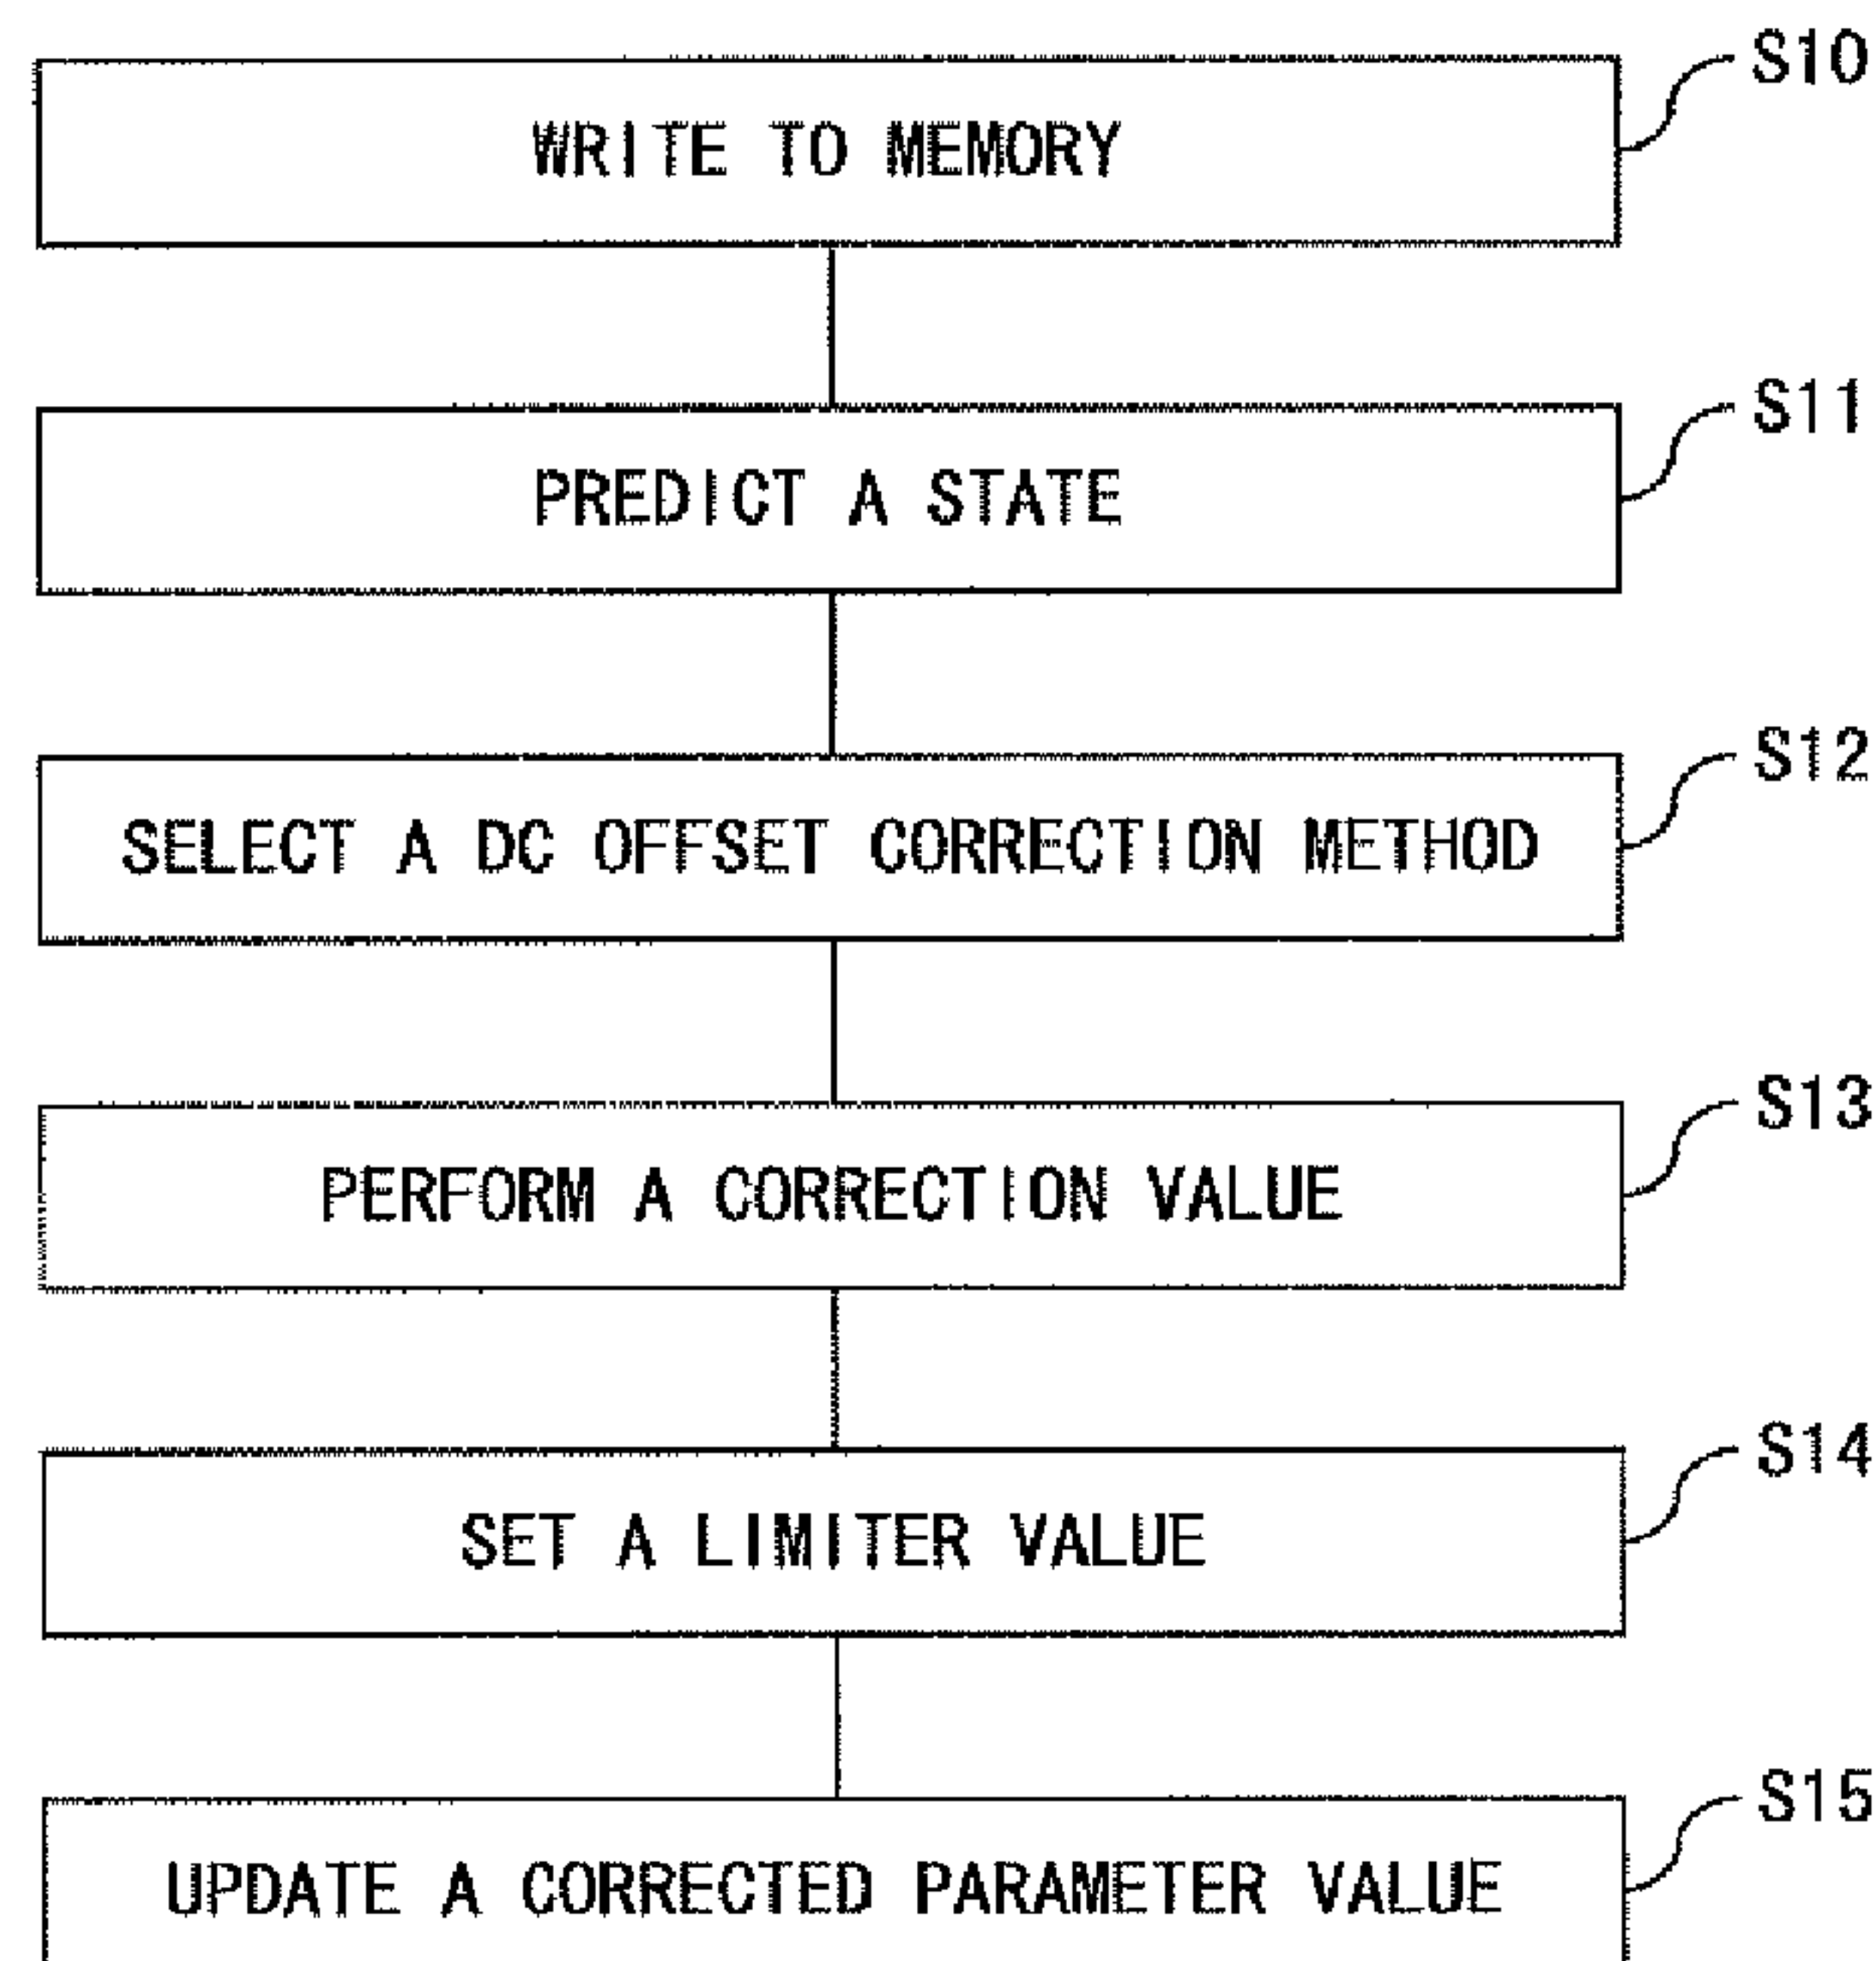 S10
WRITE TO MEMORY
S11
PREDICT A STATE
S12
SELECT A DC OFFSET CORRECTION METHOD
S13
PERFORM A CORRECTION VALUE
S14
SET A LIMITER VALUE
S15
UPDATE A CORRECTED PARAMETER VALUE